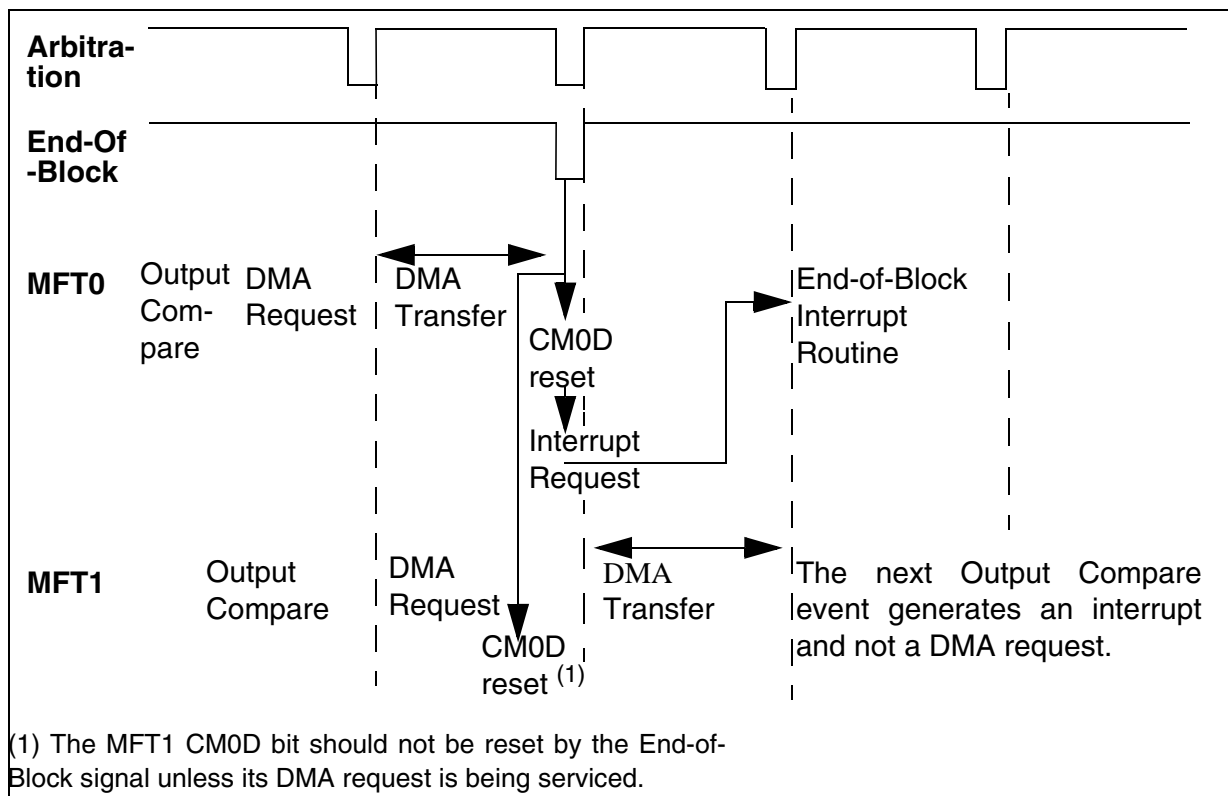 Arbitra-
tion
End-Of
-Block
MFT0
Output
Com-
pare
DMA
Request
DMA
Transfer
CM0D
reset
Interrupt
Request
End-of-Block
Interrupt
Routine
MFT1
Output
Compare
DMA
Request
CM0D
reset (1)
DMA
Transfer
The next Output Compare
event generates an interrupt
and not a DMA request.
(1) The MFT1 CM0D bit should not be reset by the End-of-
Block signal unless its DMA request is being serviced.